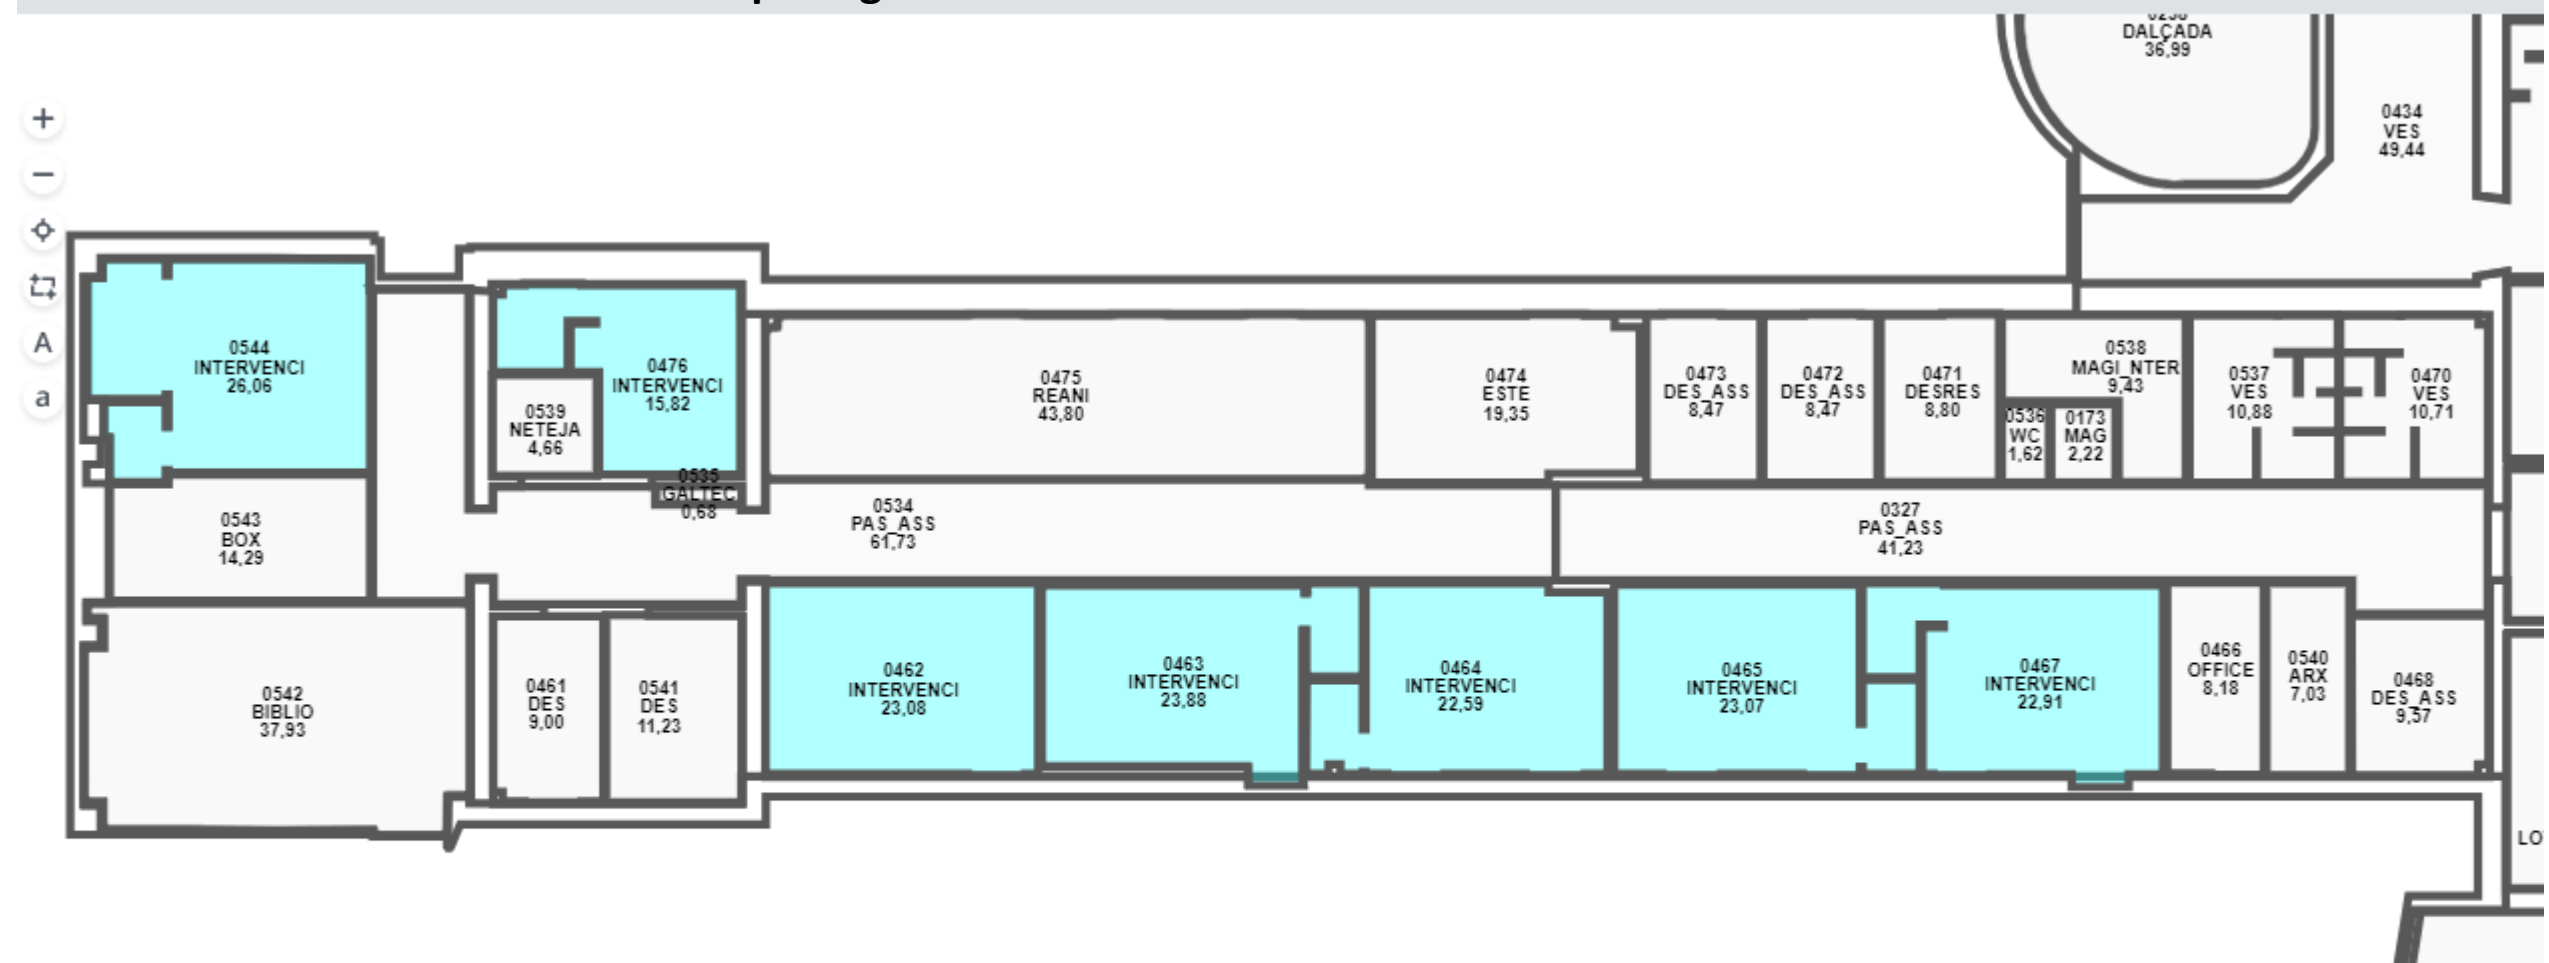 DALÇADA
36,99
0434
VES
49,44
A
a
0544
INTERVENCI
26,06
0476
INTERVENCI
15,82
0539
NETEJA
4,66
0535
GALTEC
0,68
0475
REANI
43,80
0474
ESTE
19,35
0473
DES_ASS
8,47
0472
DES_ASS
8,47
0471
DESRES
8,80
0538
MAGI_NTER
9,43
0536
WC
1,62
0173
MAG
2,22
0537
VES
10,88
0470
VES
10,71
0543
BOX
14,29
0534
PAS_ASS
61,73
0327
PAS_ASS
41,23
0542
BIBLIO
37,93
0461
DES
9,00
0541
DES
11,23
0462
INTERVENCI
23,08
0463
INTERVENCI
23,88
0464
INTERVENCI
22,59
0465
INTERVENCI
23,07
0467
INTERVENCI
22,91
0466
OFFICE
8,18
0540
ARX
7,03
0468
DES_ASS
9,57
LO